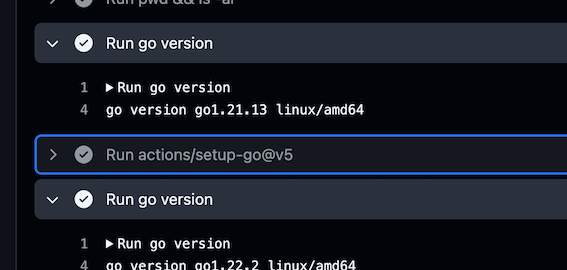 Run pwd && ls -al
Run go version
1 ▶Run go version
4 go version go1.21.13 linux/amd64
Run actions/setup-go@v5
Run go version
1 ▶Run go version
4 go version go1.22.2 linux/amd64